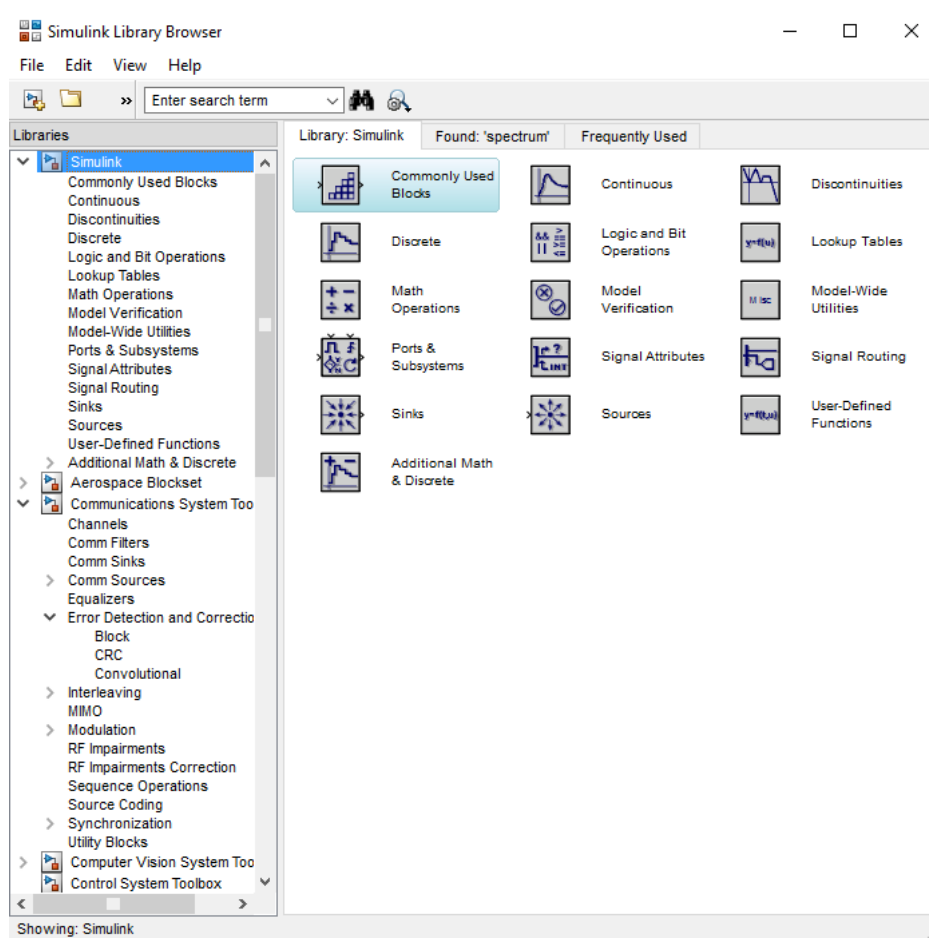 Simulink Library Browser
File Edit View Help
» Enter search term
Libraries
Simulink
Commonly Used Blocks
Continuous
Discontinuities
Discrete
Logic and Bit Operations
Lookup Tables
Math Operations
Model Verification
Model-Wide Utilities
Ports & Subsystems
Signal Attributes
Signal Routing
Sinks
Sources
User-Defined Functions
Additional Math & Discrete
Aerospace Blockset
Communications System Too
Channels
Comm Filters
Comm Sinks
Comm Sources
Equalizers
Error Detection and Correctio
Block
CRC
Convolutional
Interleaving
MIMO
Modulation
RF Impairments
RF Impairments Correction
Sequence Operations
Source Coding
Synchronization
Utility Blocks
Computer Vision System Too
Control System Toolbox
Library: Simulink Found: 'spectrum' Frequently Used
Commonly Used
Blocks
Continuous
Discontinuities
Discrete
&& ||
> >= <=
Logic and Bit
Operations
y=f(u)
Lookup Tables
+ − ÷ ×
Math
Operations
Model
Verification
Misc
Model-Wide
Utilities
Ports &
Subsystems
? INT
Signal Attributes
Signal Routing
Sinks
Sources
y=f(t,u)
User-Defined
Functions
Additional Math
& Discrete
Showing: Simulink